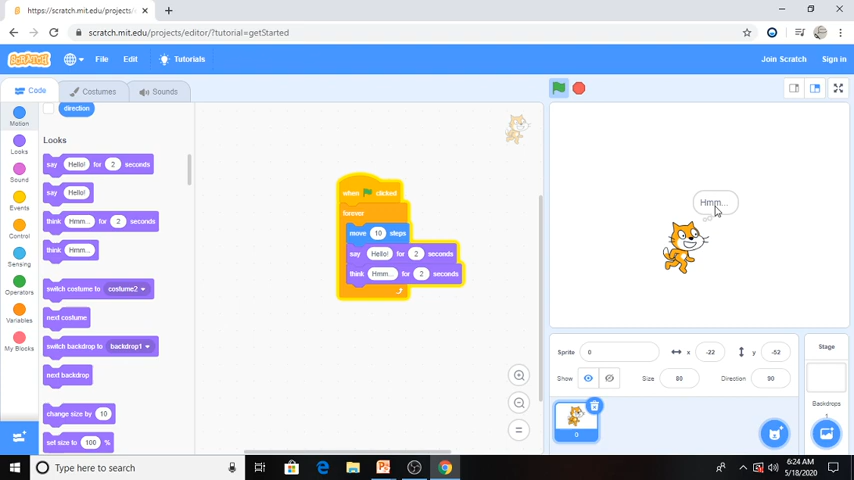 https://scratch.mit.edu/projects/
scratch.mit.edu/projects/editor/?tutorial=getStarted
SCRATCH File Edit Tutorials Join Scratch Sign in
Code Costumes Sounds
Motion
Looks
Sound
Events
Control
Sensing
Operators
Variables
My Blocks
direction
Looks
say Hello! for 2 seconds
say Hello!
think Hmm... for 2 seconds
think Hmm...
switch costume to costume2
next costume
switch backdrop to backdrop1
next backdrop
change size by 10
set size to 100 %
when clicked
forever
move 10 steps
say Hello! for 2 seconds
think Hmm... for 2 seconds
Hmm...
Sprite 0 x -22 y -52
Show Size 80 Direction 90
0
Stage
Backdrops
1
Type here to search
6:24 AM
5/18/2020